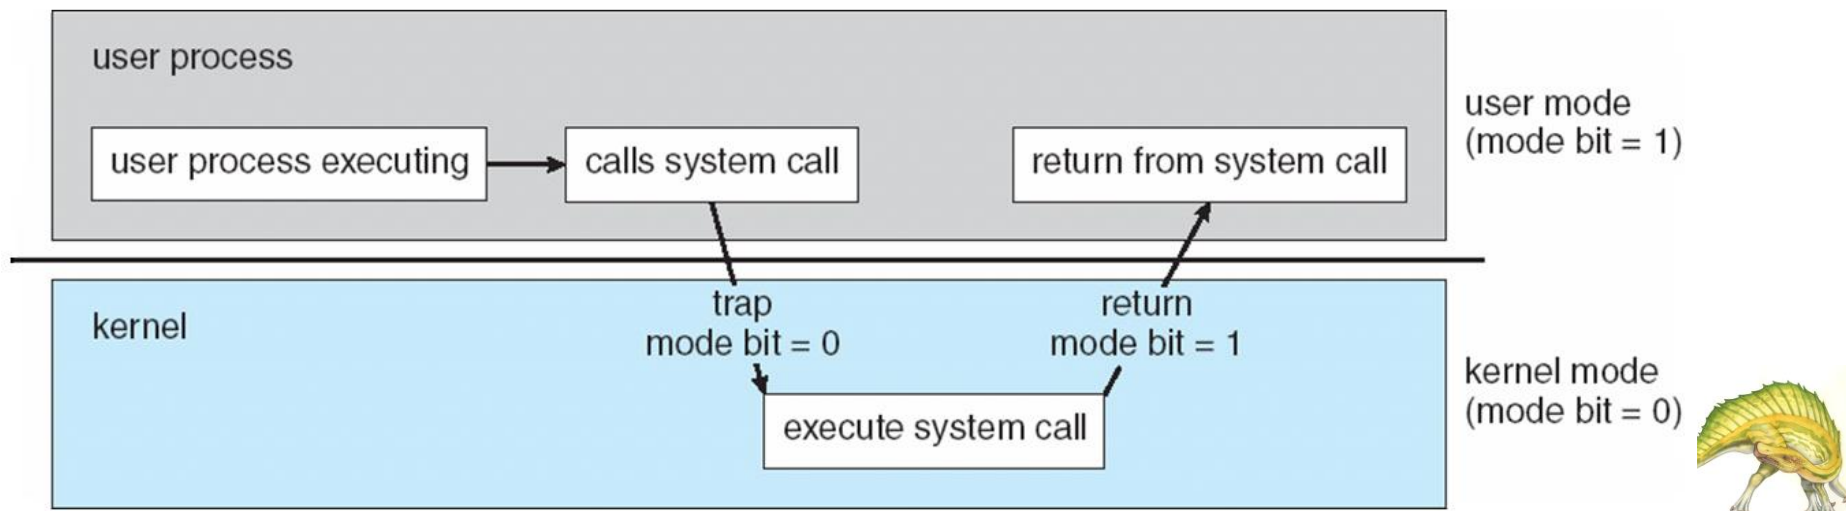 user process
user process executing
calls system call
return from system call
user mode
(mode bit = 1)
kernel
trap
mode bit = 0
return
mode bit = 1
execute system call
kernel mode
(mode bit = 0)